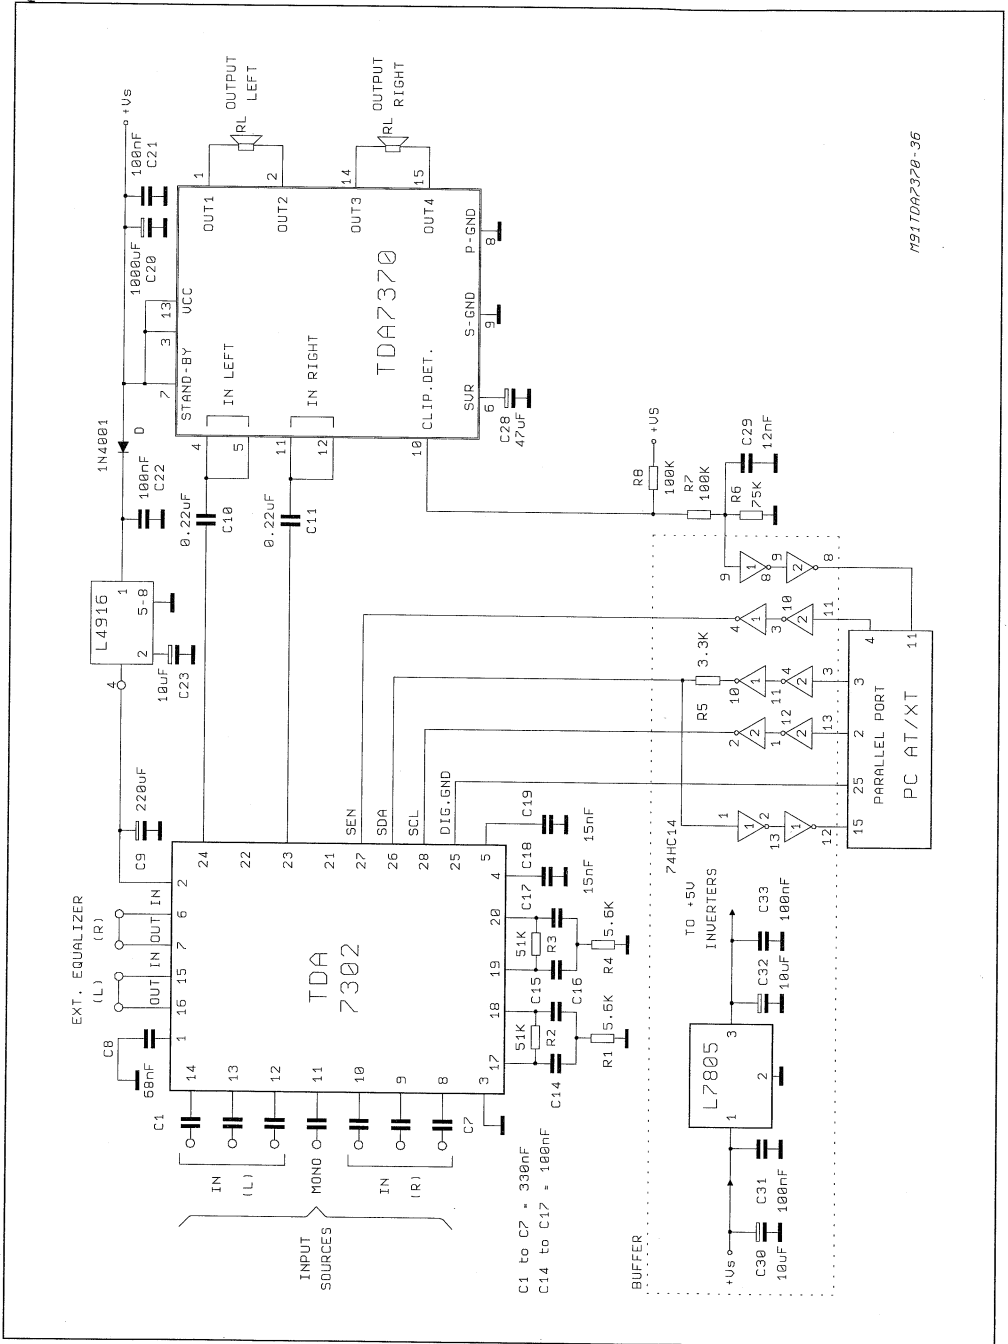 EXT. EQUALIZER
(L)
(R)
OUT IN
OUT IN
C8
68nF
C9
220uF
4
L4916
1
2
5-8
10uF
C23
100nF
C22
1N4001
D
+Vs
1000uF
C20
100nF
C21
1
16
15
7
6
2
TDA
7302
14
13
12
11
10
9
8
3
17
18
19
20
4
5
24
22
23
21
27
26
28
25
C1
C7
IN
(L)
MONO
IN
(R)
INPUT
SOURCES
C1 to C7 = 330nF
C14 to C17 = 100nF
C14
51K
R2
C15
R1
5.6K
C16
51K
R3
C17
R4
5.6K
C18
15nF
C19
15nF
SEN
SDA
SCL
DIG.GND
0.22uF
C10
0.22uF
C11
7
3
13
STAND-BY
VCC
4
5
IN LEFT
11
12
IN RIGHT
10
CLIP.DET.
TDA7370
OUT1
OUT2
OUT3
OUT4
1
2
14
15
RL
OUTPUT
LEFT
RL
OUTPUT
RIGHT
SVR
S-GND
P-GND
6
9
8
C28
47uF
+VS
R8
100K
R7
100K
R6
75K
C29
12nF
BUFFER
+Vs
C30
10uF
C31
100nF
L7805
1
2
3
C32
10uF
C33
100nF
TO +5V
INVERTERS
74HC14
1
1
2
13
1
12
2
2
1
12
2
13
R5
3.3K
10
1
11
4
2
3
4
1
3
10
2
11
9
1
8
9
2
8
15
25
2
3
4
11
PARALLEL PORT
PC AT/XT
M91TDA7370-36